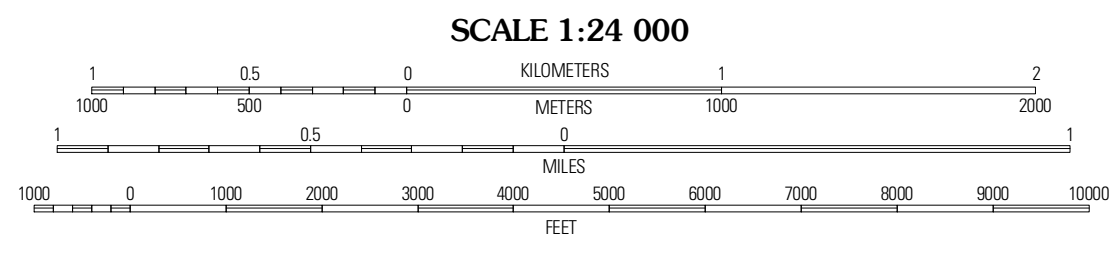 SCALE 1:24 000
1 0.5 0 KILOMETERS 1 2
1000 500 0 METERS 1000 2000
1 0.5 0 1
MILES
1000 0 1000 2000 3000 4000 5000 6000 7000 8000 9000 10000
FEET